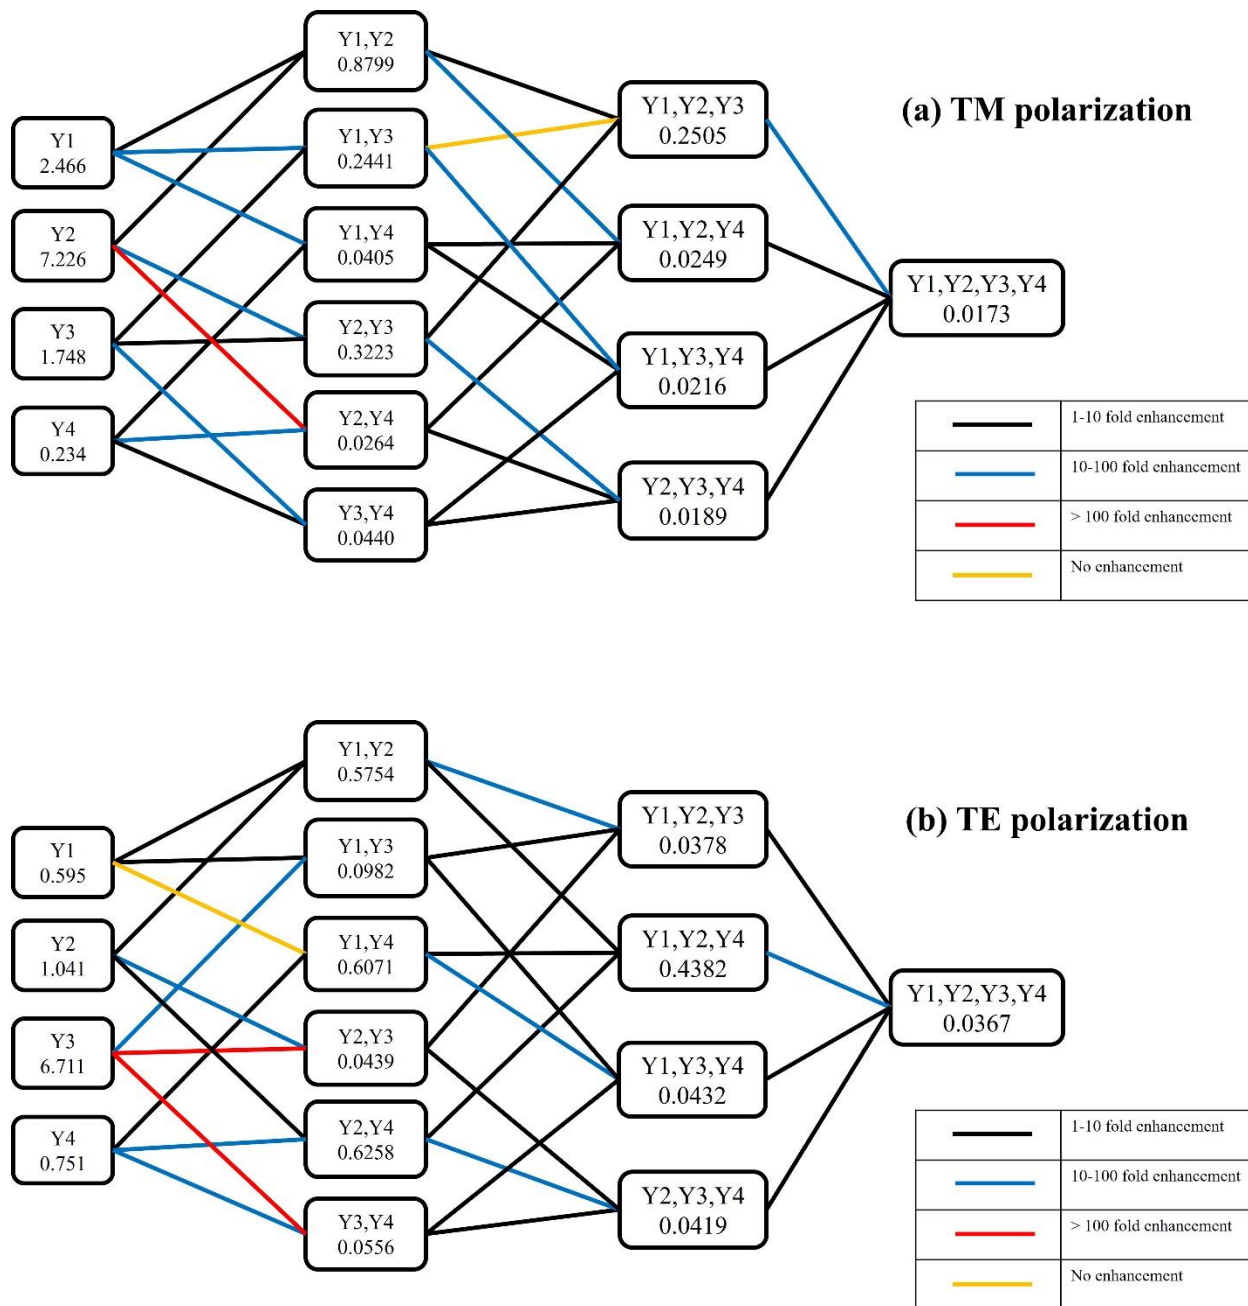 (a) TM polarization
Y1
2.466
Y2
7.226
Y3
1.748
Y4
0.234
Y1,Y2
0.8799
Y1,Y3
0.2441
Y1,Y4
0.0405
Y2,Y3
0.3223
Y2,Y4
0.0264
Y3,Y4
0.0440
Y1,Y2,Y3
0.2505
Y1,Y2,Y4
0.0249
Y1,Y3,Y4
0.0216
Y2,Y3,Y4
0.0189
Y1,Y2,Y3,Y4
0.0173
1-10 fold enhancement
10-100 fold enhancement
> 100 fold enhancement
No enhancement
(b) TE polarization
Y1
0.595
Y2
1.041
Y3
6.711
Y4
0.751
Y1,Y2
0.5754
Y1,Y3
0.0982
Y1,Y4
0.6071
Y2,Y3
0.0439
Y2,Y4
0.6258
Y3,Y4
0.0556
Y1,Y2,Y3
0.0378
Y1,Y2,Y4
0.4382
Y1,Y3,Y4
0.0432
Y2,Y3,Y4
0.0419
Y1,Y2,Y3,Y4
0.0367
1-10 fold enhancement
10-100 fold enhancement
> 100 fold enhancement
No enhancement